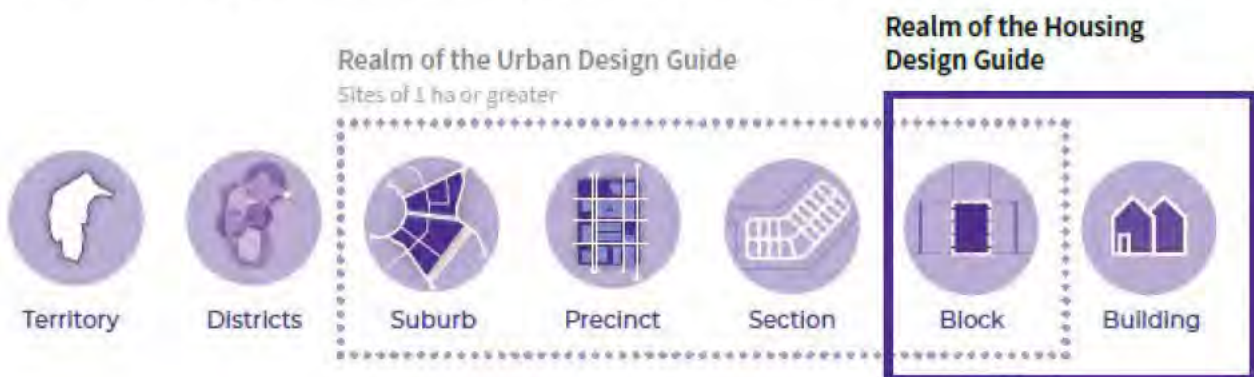 Realm of the Urban Design Guide
Sites of 1 ha or greater
Realm of the Housing
Design Guide
Territory
Districts
Suburb
Precinct
Section
Block
Building